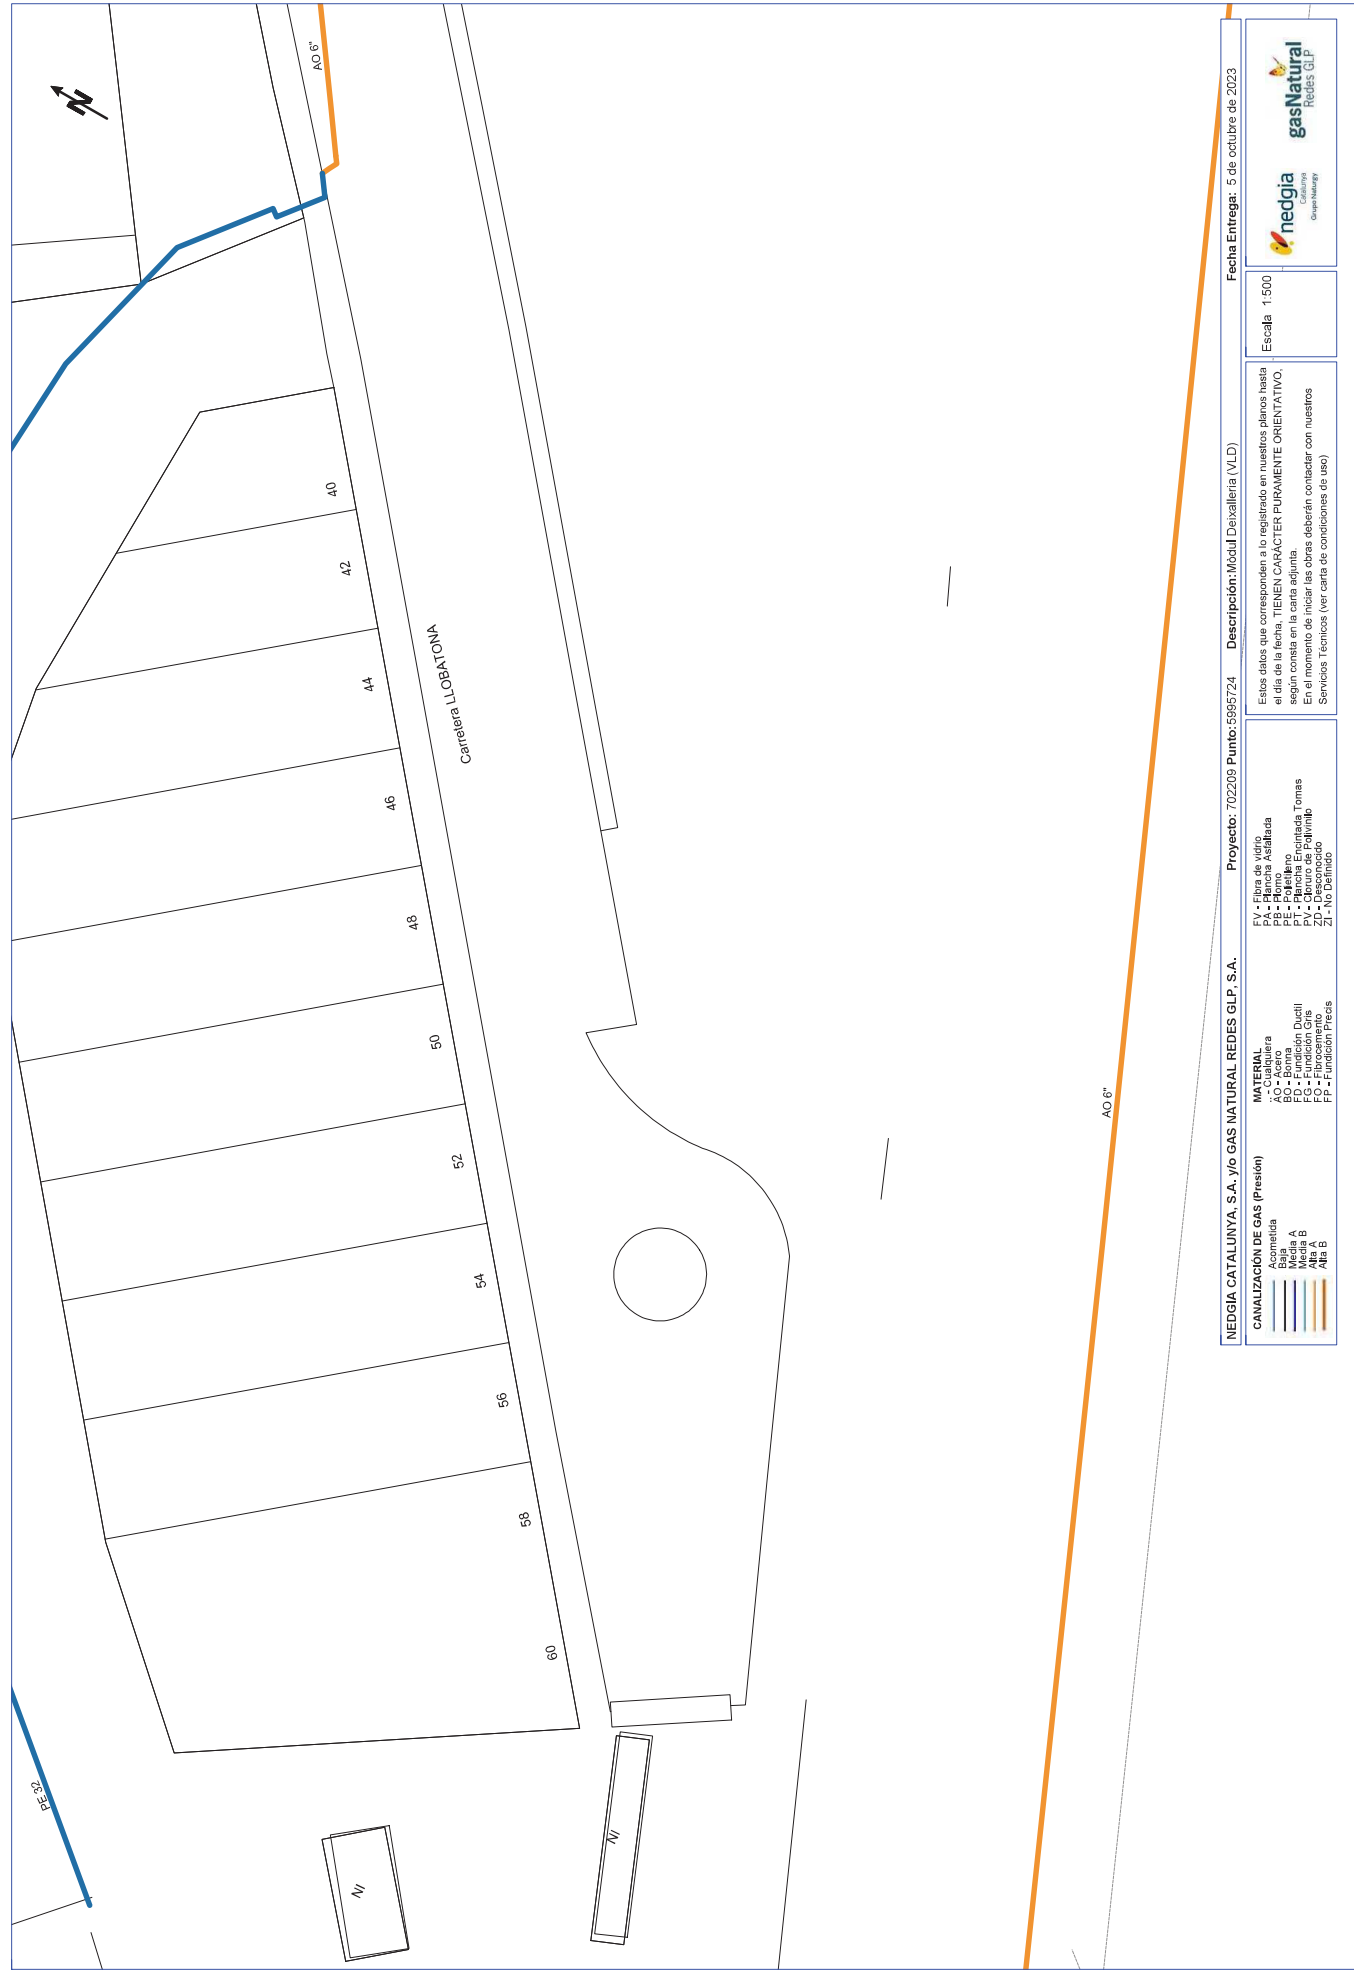 N
AO 6"
40
42
44
46
48
50
52
54
56
58
60
Carretera LLOBATONA
PE 32
NI
NI
AO 6"
NEDGIA CATALUNYA, S.A. y/o GAS NATURAL REDES GLP, S.A.
Proyecto: 702209 Punto:5995724
Descripción:Mòdul Deixalleria (VLD)
Fecha Entrega: 5 de octubre de 2023
CANALIZACIÓN DE GAS (Presión)
Acometida
Baja
Media A
Media B
Alta A
Alta B
MATERIAL
.. - Cualquiera
AO - Acero
BO - Bonna
FD - Fundición Ductil
FG - Fundición Gris
FO - Fibrocemento
FP - Fundición Precis
FV - Fibra de vidrio
PA - Plancha Asfaltada
PB - Plomo
PE - Polietileno
PT - Plancha Encintada Tomas
PV - Cloruro de Polivinilo
ZD - Desconocido
ZI - No Definido
Estos datos que corresponden a lo registrado en nuestros planos hasta
el día de la fecha, TIENEN CARÁCTER PURAMENTE ORIENTATIVO,
según consta en la carta adjunta.
En el momento de iniciar las obras deberán contactar con nuestros
Servicios Técnicos (ver carta de condiciones de uso)
Escala 1:500
nedgia
Catalunya
Grupo Naturgy
gasNatural
Redes GLP